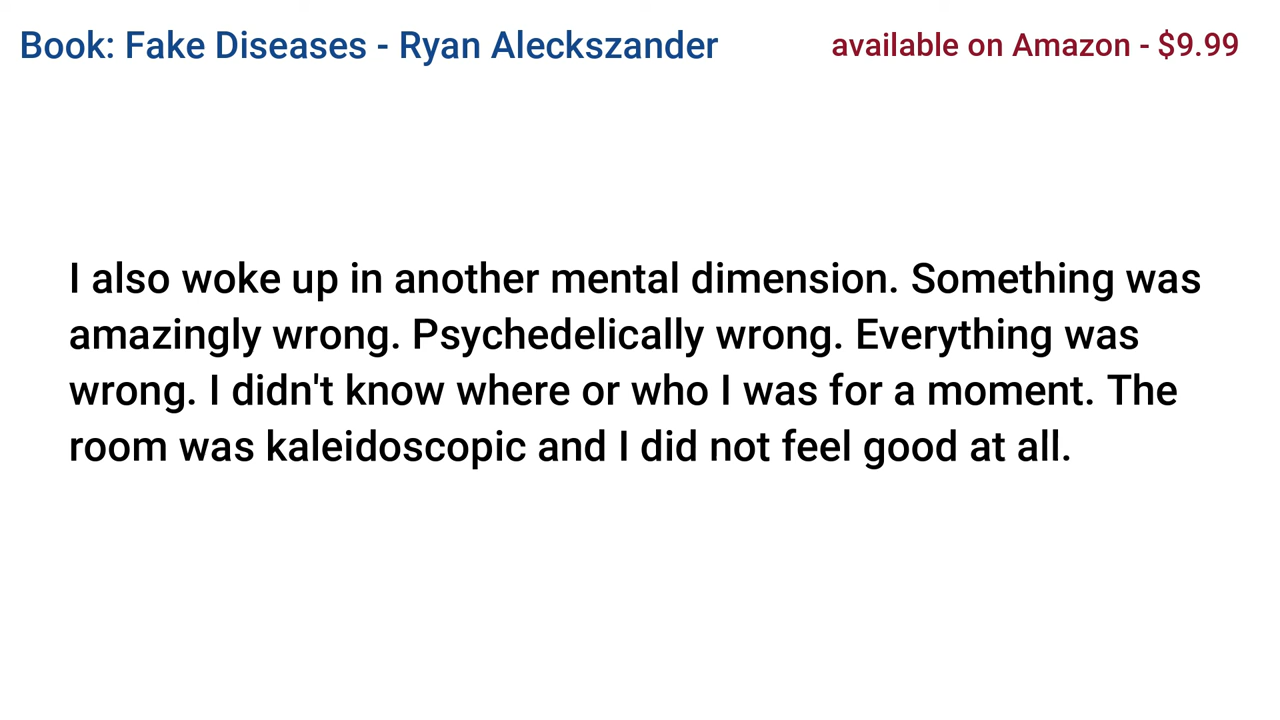 Book: Fake Diseases - Ryan Aleckszander
available on Amazon - $9.99
I also woke up in another mental dimension. Something was
amazingly wrong. Psychedelically wrong. Everything was
wrong. I didn't know where or who I was for a moment. The
room was kaleidoscopic and I did not feel good at all.